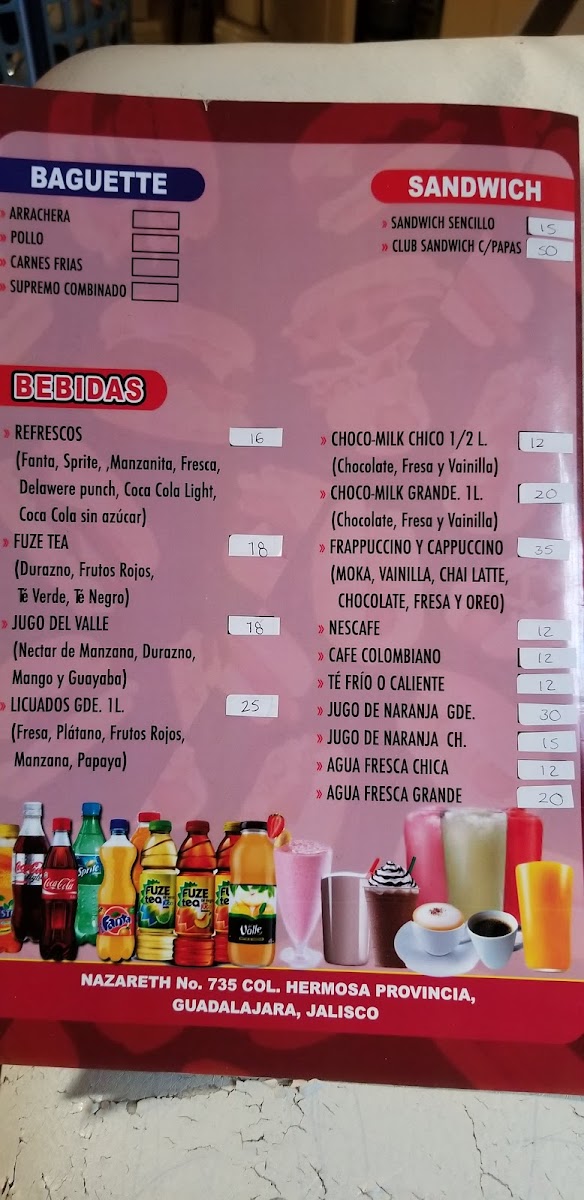 BAGUETTE
» ARRACHERA
» POLLO
» CARNES FRIAS
» SUPREMO COMBINADO
SANDWICH
» SANDWICH SENCILLO 15
» CLUB SANDWICH C/PAPAS 50
BEBIDAS
» REFRESCOS 16
(Fanta, Sprite, ,Manzanita, Fresca,
Delawere punch, Coca Cola Light,
Coca Cola sin azúcar)
» FUZE TEA 18
(Durazno, Frutos Rojos,
Té Verde, Té Negro)
» JUGO DEL VALLE 18
(Nectar de Manzana, Durazno,
Mango y Guayaba)
» LICUADOS GDE. 1L. 25
(Fresa, Plátano, Frutos Rojos,
Manzana, Papaya)
» CHOCO-MILK CHICO 1/2 L. 12
(Chocolate, Fresa y Vainilla)
» CHOCO-MILK GRANDE. 1L. 20
(Chocolate, Fresa y Vainilla)
» FRAPPUCCINO Y CAPPUCCINO 35
(MOKA, VAINILLA, CHAI LATTE,
CHOCOLATE, FRESA Y OREO)
» NESCAFE 12
» CAFE COLOMBIANO 12
» TÉ FRÍO O CALIENTE 12
» JUGO DE NARANJA GDE. 30
» JUGO DE NARANJA CH. 15
» AGUA FRESCA CHICA 12
» AGUA FRESCA GRANDE 20
Coca-Cola
Coca-Cola
Sprite
Fanta
FUZE
tea
FUZE
tea
Valle
NAZARETH No. 735 COL. HERMOSA PROVINCIA,
GUADALAJARA, JALISCO